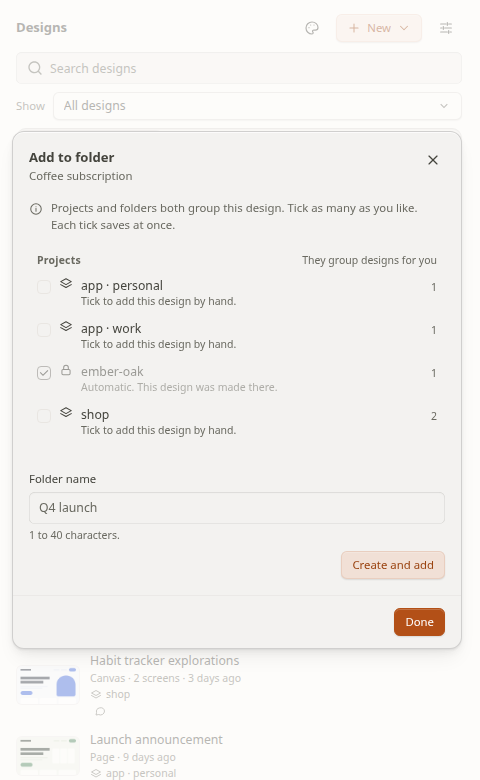 Designs
New
Search designs
Show
All designs
Add to folder
Coffee subscription
Projects and folders both group this design. Tick as many as you like.
Each tick saves at once.
Projects
They group designs for you
app · personal
1
Tick to add this design by hand.
app · work
1
Tick to add this design by hand.
ember-oak
1
Automatic. This design was made there.
shop
2
Tick to add this design by hand.
Folder name
Q4 launch
1 to 40 characters.
Create and add
Done
Habit tracker explorations
Canvas · 2 screens · 3 days ago
shop
Launch announcement
Page · 9 days ago
app · personal